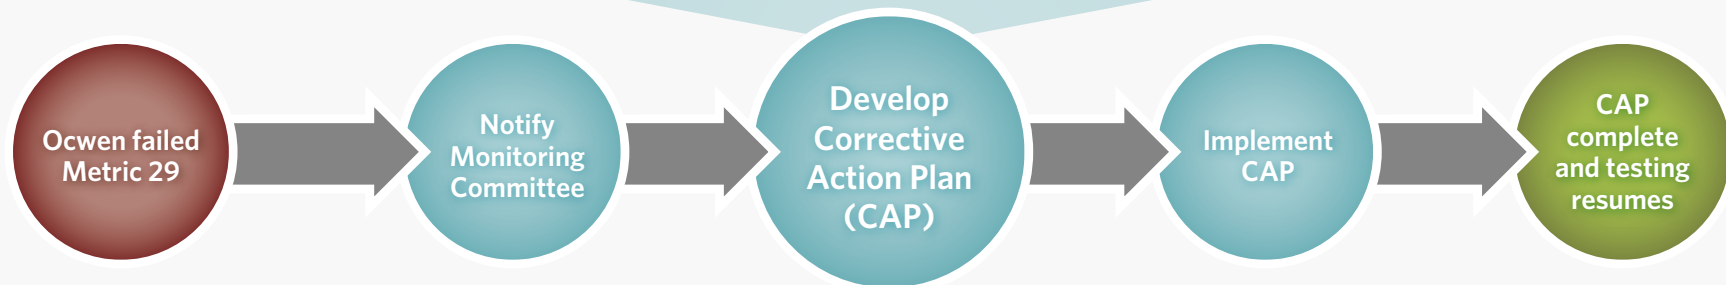 Ocwen failed
Metric 29
Notify
Monitoring
Committee
Develop
Corrective
Action Plan
(CAP)
Implement
CAP
CAP
complete
and testing
resumes